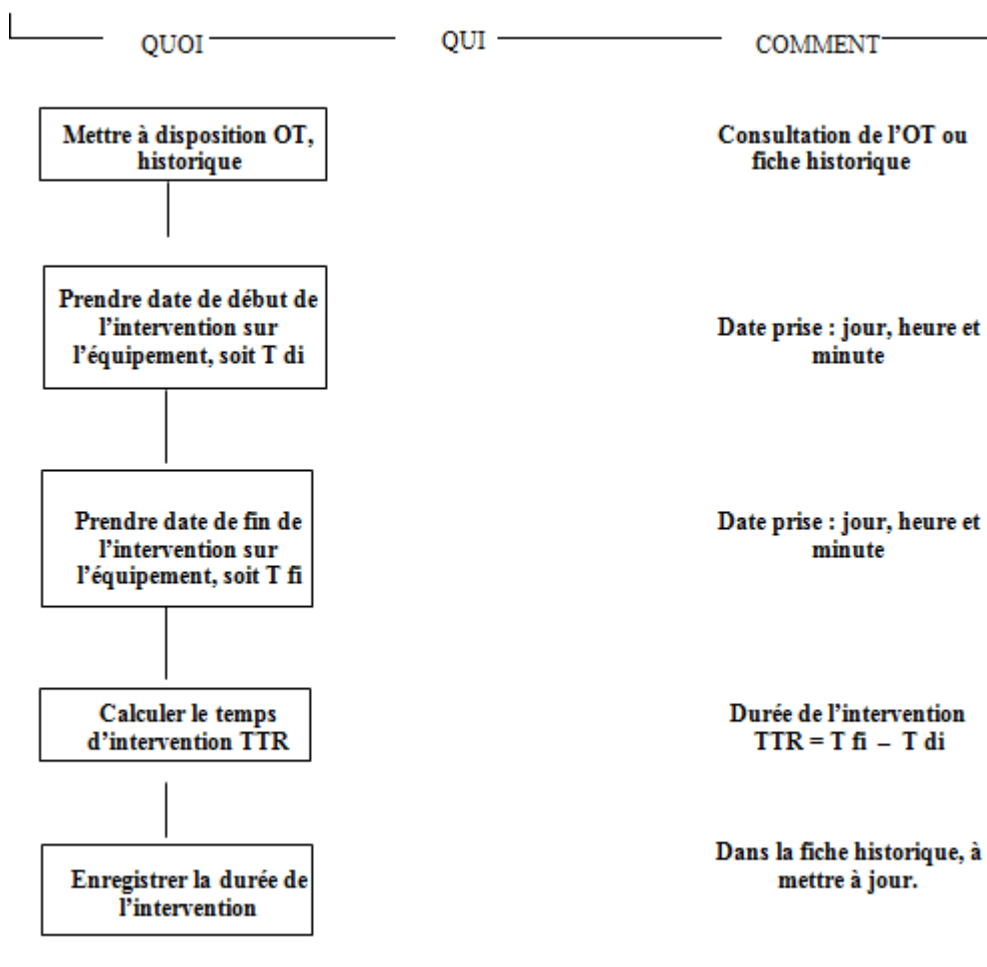 QUOI QUI COMMENT
Mettre à disposition OT,
historique
Consultation de l'OT ou
fiche historique
Prendre date de début de
l'intervention sur
l'équipement, soit T di
Date prise : jour, heure et
minute
Prendre date de fin de
l'intervention sur
l'équipement, soit T fi
Date prise : jour, heure et
minute
Calculer le temps
d'intervention TTR
Durée de l'intervention
TTR = T fi – T di
Enregistrer la durée de
l'intervention
Dans la fiche historique, à
mettre à jour.